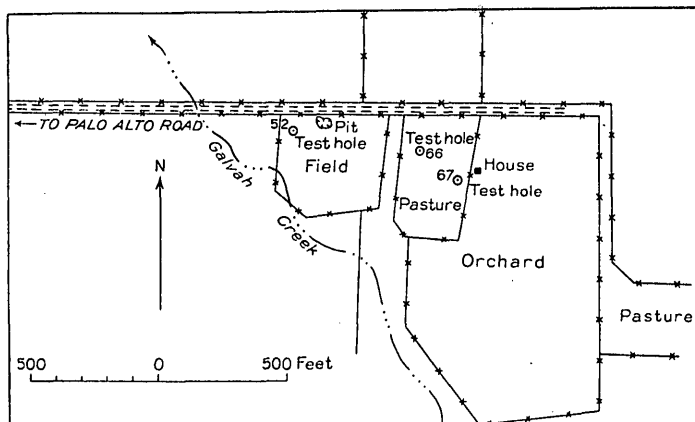 ← TO PALO ALTO ROAD
52
Pit
Test hole
Field
Test hole
66
67
House
Test hole
Pasture
Galvah
Creek
N
Orchard
Pasture
500 0 500 Feet